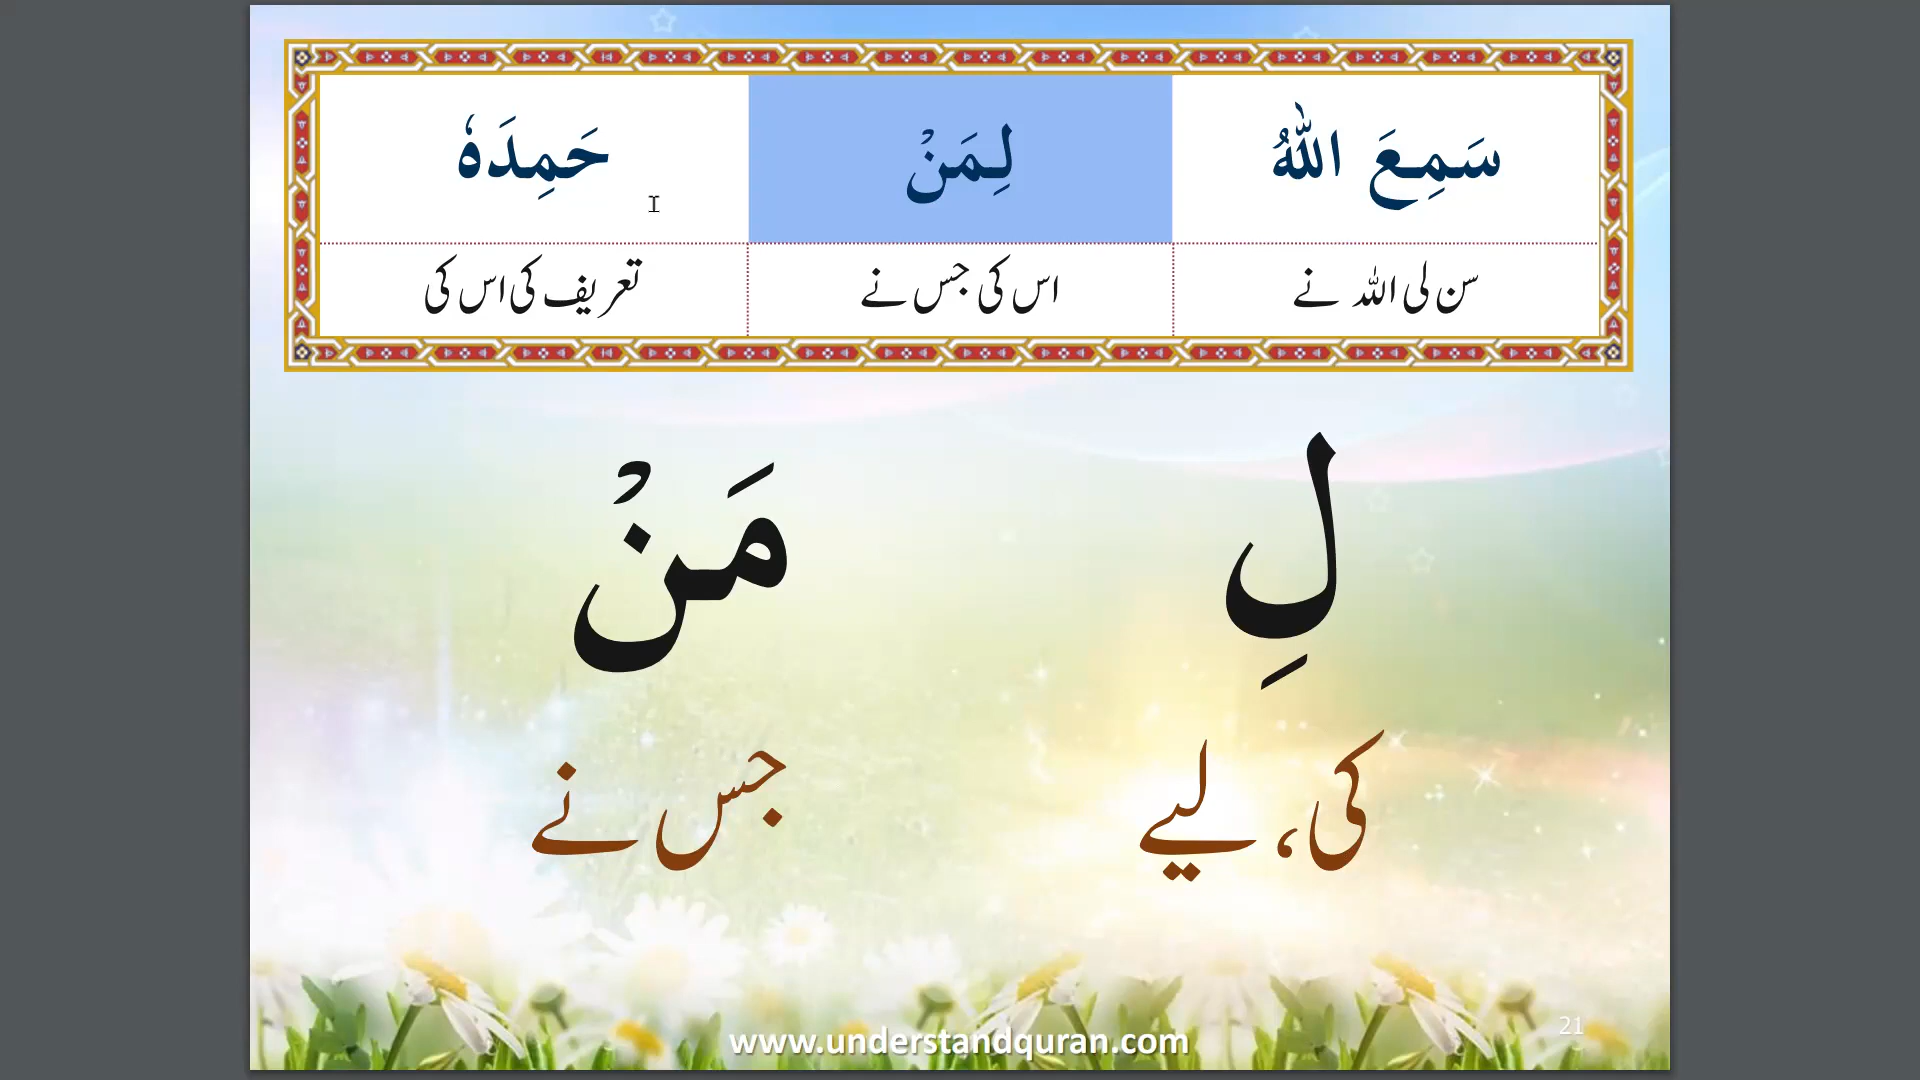 سَمِعَ اللّٰهُ لِمَنْ حَمِدَهٗ
سن لی اللہ نے اس کی جس نے تعریف کی اس کی
لِ مَنْ
کی، لیے جس نے
www.understandquran.com
21